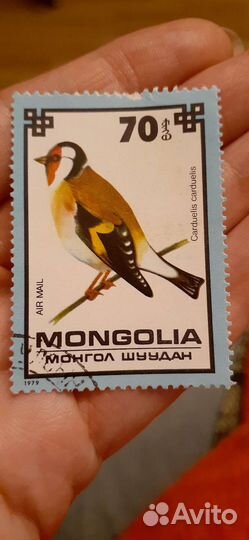 70
Carduelis carduelis
AIR MAIL
MONGOLIA
МОНГОЛ ШУУДАН
1979
Avito